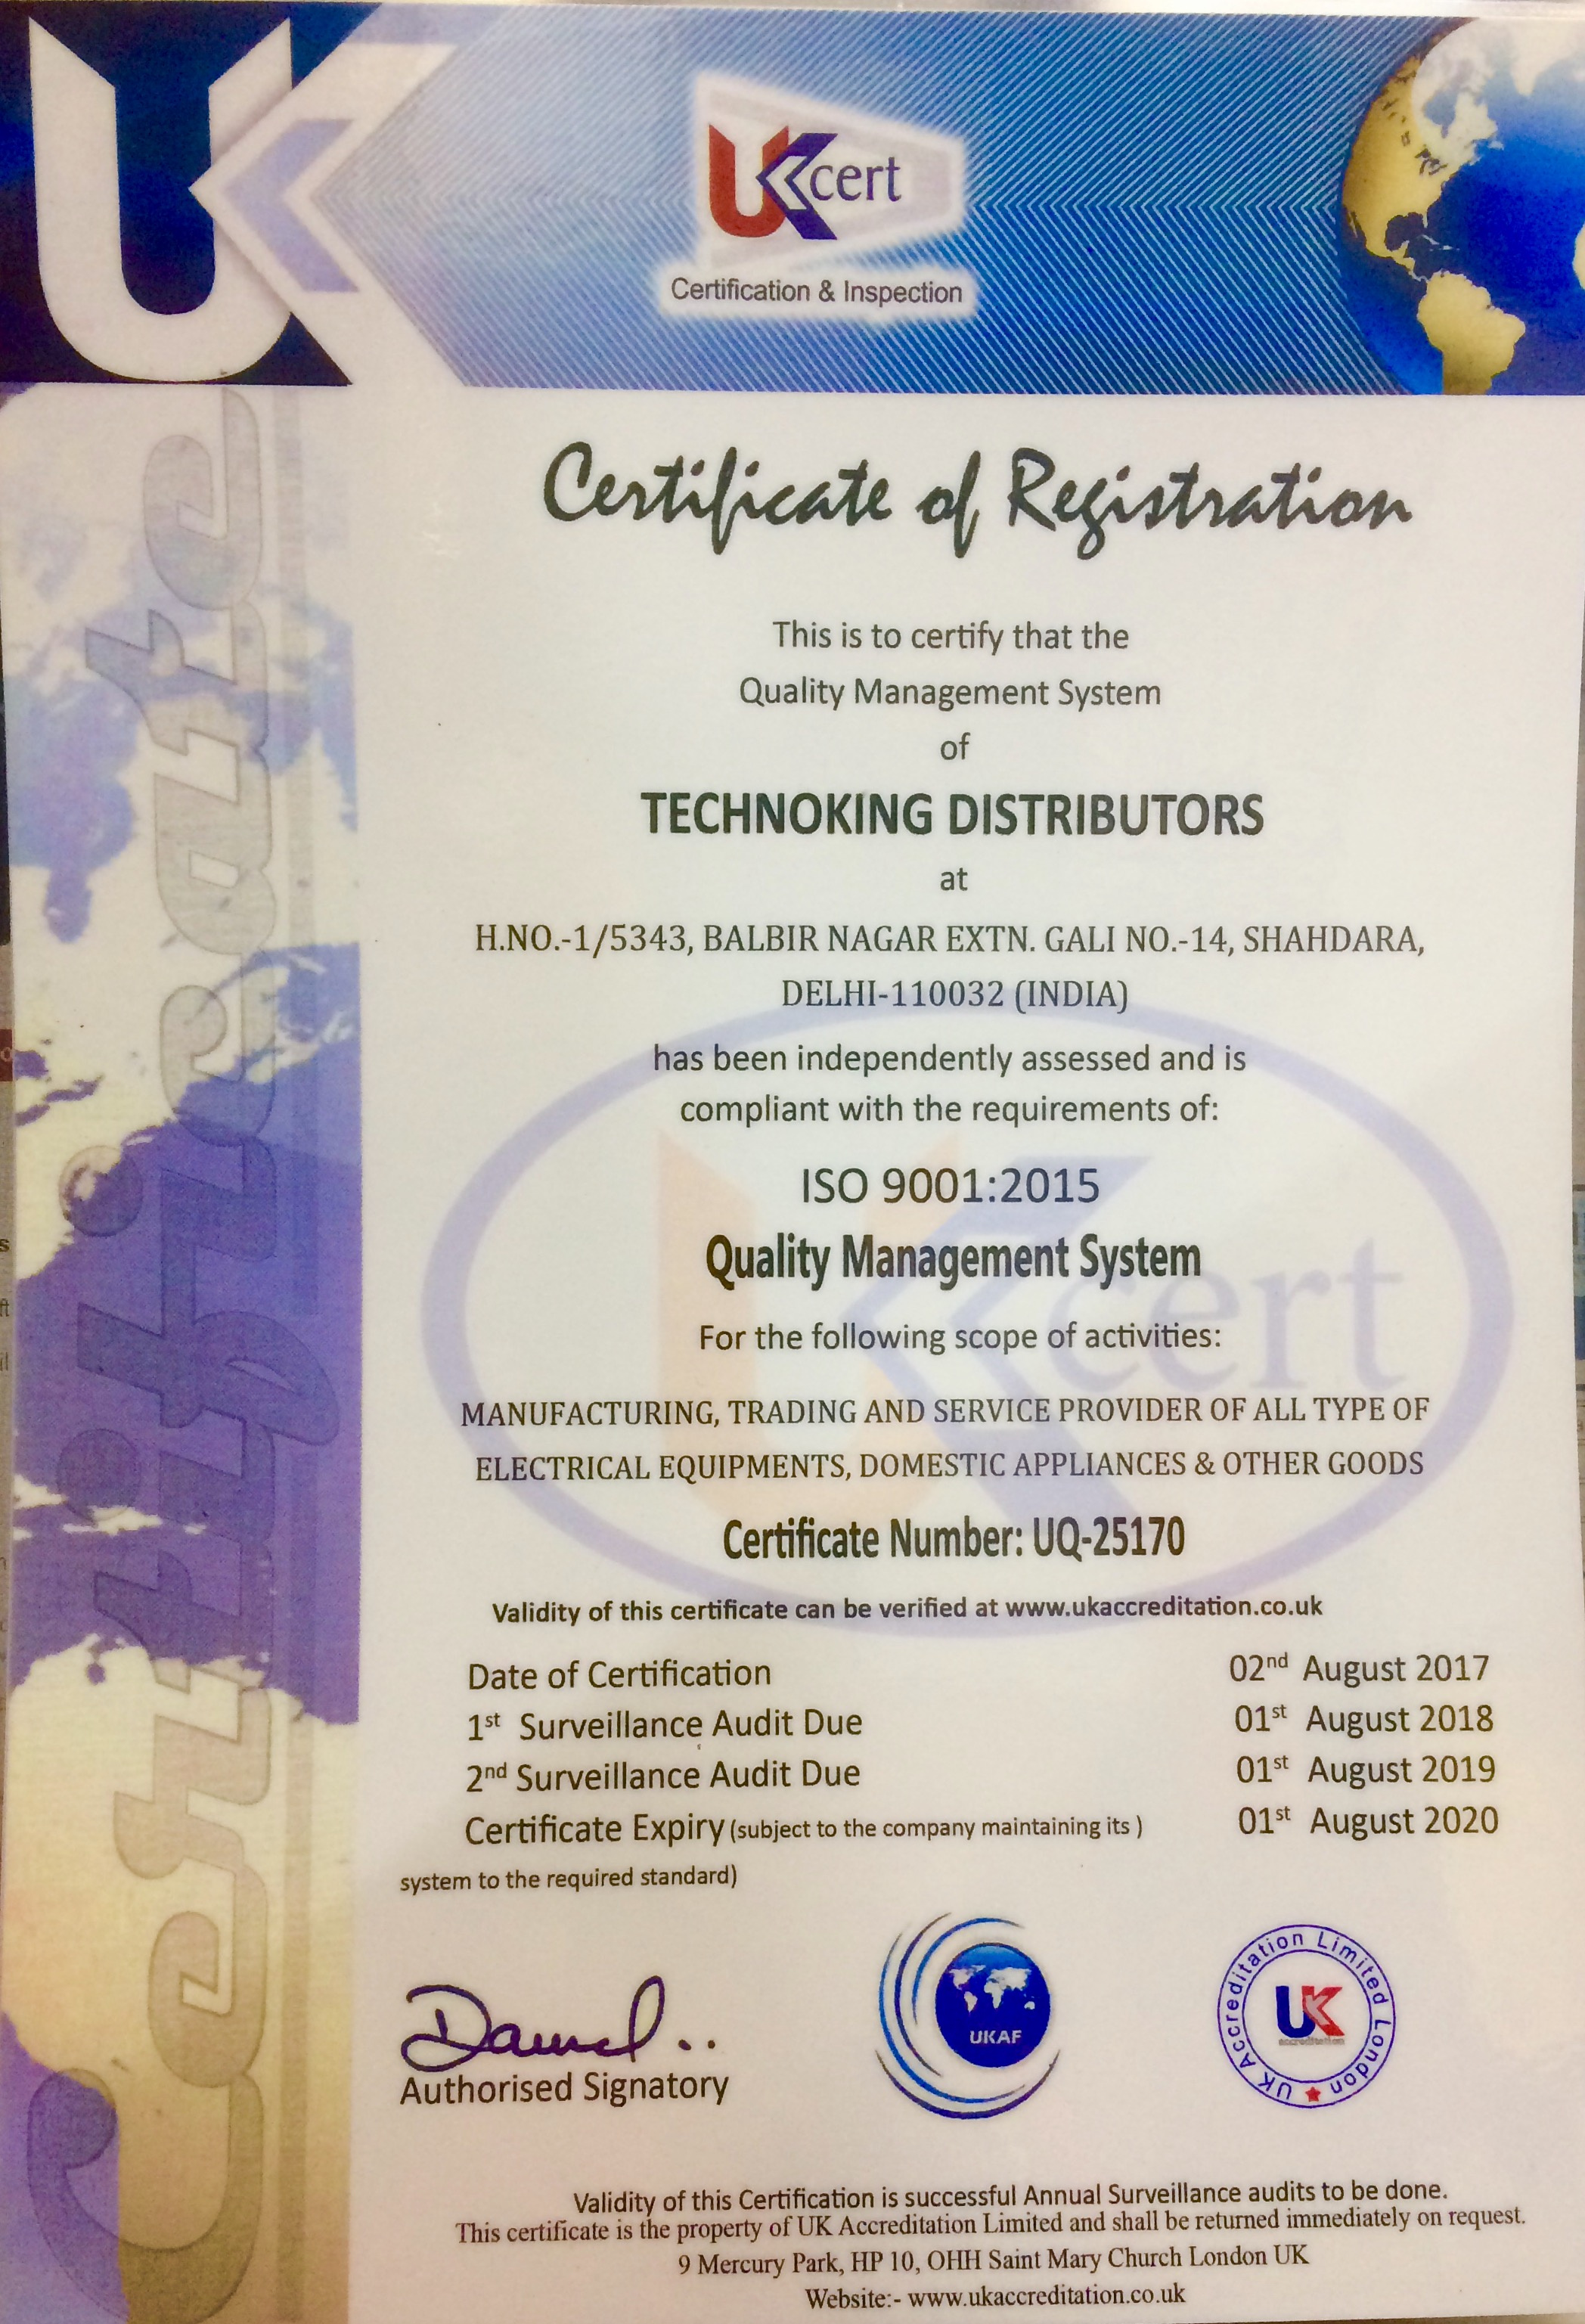 UK
UKcert
Certification & Inspection
Certificate
Certificate of Registration
This is to certify that the
Quality Management System
of
TECHNOKING DISTRIBUTORS
at
H.NO.-1/5343, BALBIR NAGAR EXTN. GALI NO.-14, SHAHDARA,
DELHI-110032 (INDIA)
has been independently assessed and is
compliant with the requirements of:
ISO 9001:2015
Quality Management System
For the following scope of activities:
MANUFACTURING, TRADING AND SERVICE PROVIDER OF ALL TYPE OF
ELECTRICAL EQUIPMENTS, DOMESTIC APPLIANCES & OTHER GOODS
UKcert
Certificate Number: UQ-25170
Validity of this certificate can be verified at www.ukaccreditation.co.uk
Date of Certification 02nd August 2017
1st Surveillance Audit Due 01st August 2018
2nd Surveillance Audit Due 01st August 2019
Certificate Expiry (subject to the company maintaining its ) 01st August 2020
system to the required standard)
Authorised Signatory
UKAF
UK Accreditation Limited London
UK
accreditation
Validity of this Certification is successful Annual Surveillance audits to be done.
This certificate is the property of UK Accreditation Limited and shall be returned immediately on request.
9 Mercury Park, HP 10, OHH Saint Mary Church London UK
Website:- www.ukaccreditation.co.uk